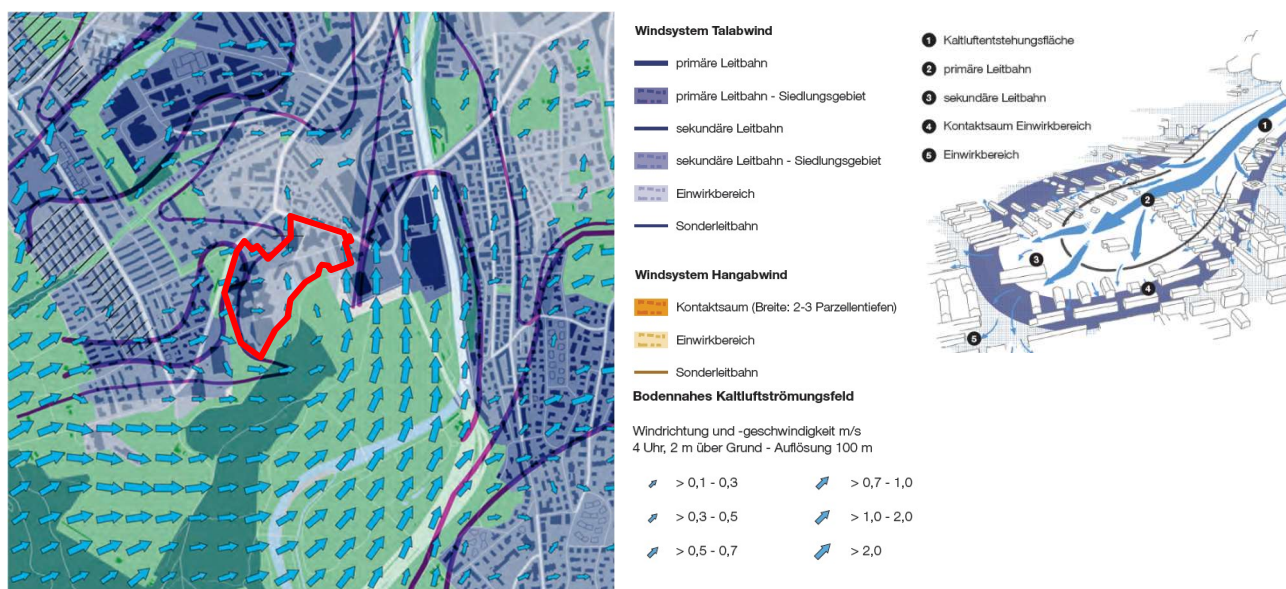 Windsystem Talabwind
primäre Leitbahn
primäre Leitbahn - Siedlungsgebiet
sekundäre Leitbahn
sekundäre Leitbahn - Siedlungsgebiet
Einwirkbereich
Sonderleitbahn
Windsystem Hangabwind
Kontaktsaum (Breite: 2-3 Parzellentiefen)
Einwirkbereich
Sonderleitbahn
Bodennahes Kaltluftströmungsfeld
Windrichtung und -geschwindigkeit m/s
4 Uhr, 2 m über Grund - Auflösung 100 m
> 0,1 - 0,3
> 0,7 - 1,0
> 0,3 - 0,5
> 1,0 - 2,0
> 0,5 - 0,7
> 2,0
1 Kaltluftentstehungsfläche
2 primäre Leitbahn
3 sekundäre Leitbahn
4 Kontaktsaum Einwirkbereich
5 Einwirkbereich
1
2
3
4
5